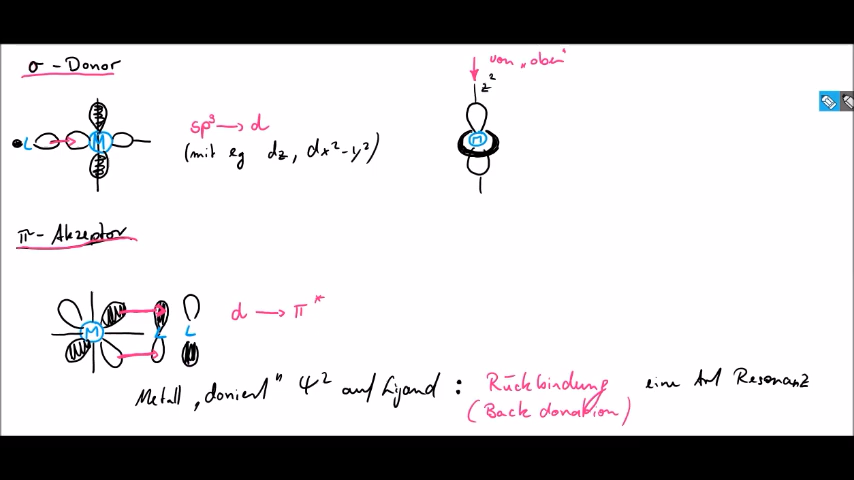 σ - Donor
von „oben"
z²
L M
sp³ → d
(mit eg dz, dx²-y²)
M
π - Akzeptor
M L L
d → π*
Metall „doniert" Ψ² auf Ligand : Rückbindung eine Art Resonanz
(Back donation)